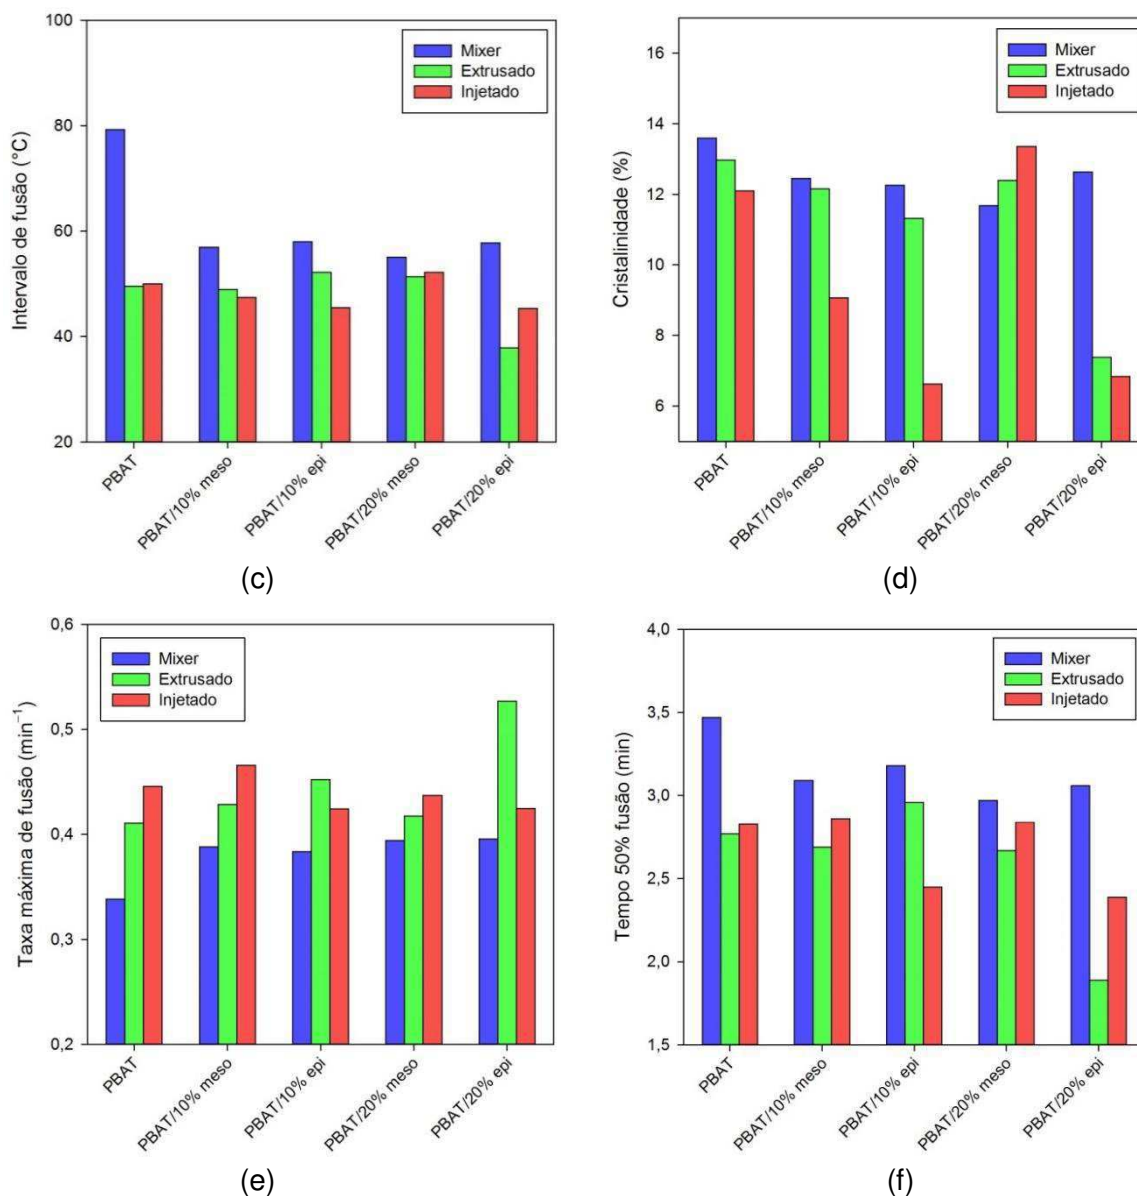 100
80
60
40
20
Intervalo de fusão (°C)
Mixer
Extrusado
Injetado
PBAT
PBAT/10% meso
PBAT/10% epi
PBAT/20% meso
PBAT/20% epi
(c)
16
14
12
10
8
6
Cristalinidade (%)
Mixer
Extrusado
Injetado
PBAT
PBAT/10% meso
PBAT/10% epi
PBAT/20% meso
PBAT/20% epi
(d)
0,6
0,5
0,4
0,3
0,2
Taxa máxima de fusão (min⁻¹)
Mixer
Extrusado
Injetado
PBAT
PBAT/10% meso
PBAT/10% epi
PBAT/20% meso
PBAT/20% epi
(e)
4,0
3,5
3,0
2,5
2,0
1,5
Tempo 50% fusão (min)
Mixer
Extrusado
Injetado
PBAT
PBAT/10% meso
PBAT/10% epi
PBAT/20% meso
PBAT/20% epi
(f)